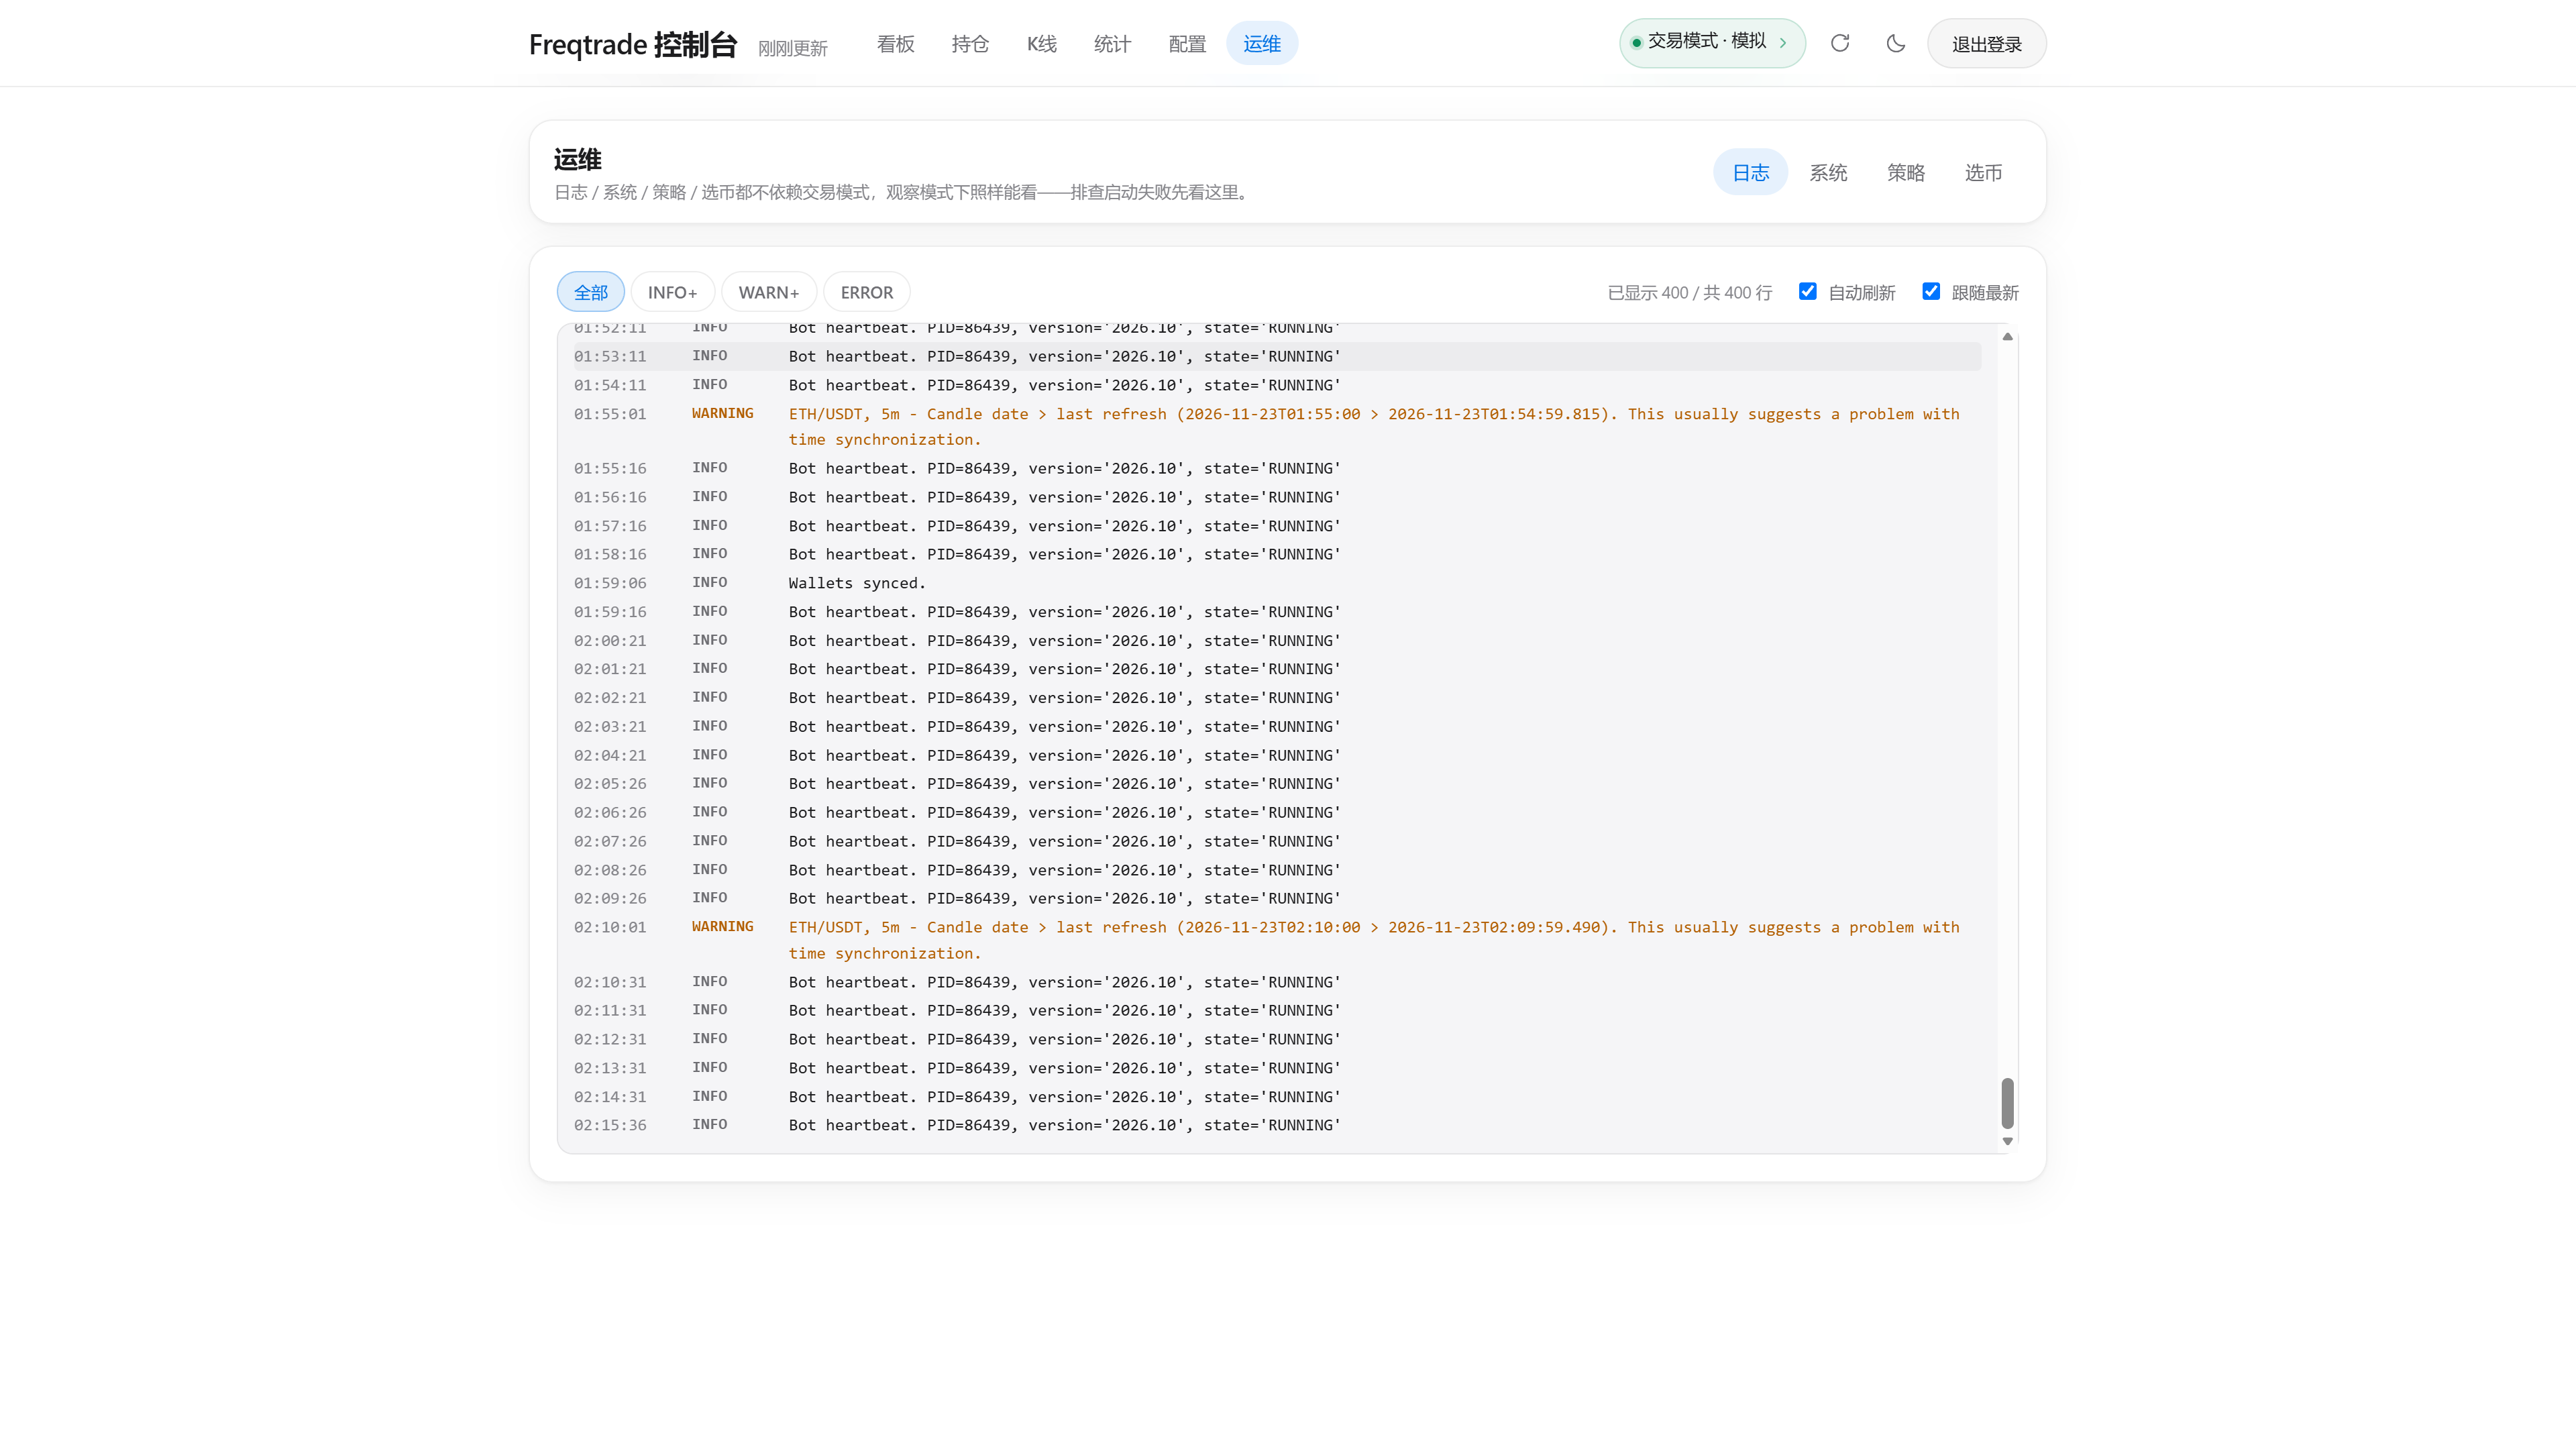 Freqtrade 控制台 刚刚更新 看板 持仓 K线 统计 配置 运维 交易模式 · 模拟 退出登录
运维
日志 / 系统 / 策略 / 选币都不依赖交易模式，观察模式下照样能看——排查启动失败先看这里。
日志 系统 策略 选币
全部 INFO+ WARN+ ERROR 已显示 400 / 共 400 行 自动刷新 跟随最新
01:52:11 INFO Bot heartbeat. PID=86439, version='2026.10', state='RUNNING'
01:53:11 INFO Bot heartbeat. PID=86439, version='2026.10', state='RUNNING'
01:54:11 INFO Bot heartbeat. PID=86439, version='2026.10', state='RUNNING'
01:55:01 WARNING ETH/USDT, 5m - Candle date > last refresh (2026-11-23T01:55:00 > 2026-11-23T01:54:59.815). This usually suggests a problem with
time synchronization.
01:55:16 INFO Bot heartbeat. PID=86439, version='2026.10', state='RUNNING'
01:56:16 INFO Bot heartbeat. PID=86439, version='2026.10', state='RUNNING'
01:57:16 INFO Bot heartbeat. PID=86439, version='2026.10', state='RUNNING'
01:58:16 INFO Bot heartbeat. PID=86439, version='2026.10', state='RUNNING'
01:59:06 INFO Wallets synced.
01:59:16 INFO Bot heartbeat. PID=86439, version='2026.10', state='RUNNING'
02:00:21 INFO Bot heartbeat. PID=86439, version='2026.10', state='RUNNING'
02:01:21 INFO Bot heartbeat. PID=86439, version='2026.10', state='RUNNING'
02:02:21 INFO Bot heartbeat. PID=86439, version='2026.10', state='RUNNING'
02:03:21 INFO Bot heartbeat. PID=86439, version='2026.10', state='RUNNING'
02:04:21 INFO Bot heartbeat. PID=86439, version='2026.10', state='RUNNING'
02:05:26 INFO Bot heartbeat. PID=86439, version='2026.10', state='RUNNING'
02:06:26 INFO Bot heartbeat. PID=86439, version='2026.10', state='RUNNING'
02:07:26 INFO Bot heartbeat. PID=86439, version='2026.10', state='RUNNING'
02:08:26 INFO Bot heartbeat. PID=86439, version='2026.10', state='RUNNING'
02:09:26 INFO Bot heartbeat. PID=86439, version='2026.10', state='RUNNING'
02:10:01 WARNING ETH/USDT, 5m - Candle date > last refresh (2026-11-23T02:10:00 > 2026-11-23T02:09:59.490). This usually suggests a problem with
time synchronization.
02:10:31 INFO Bot heartbeat. PID=86439, version='2026.10', state='RUNNING'
02:11:31 INFO Bot heartbeat. PID=86439, version='2026.10', state='RUNNING'
02:12:31 INFO Bot heartbeat. PID=86439, version='2026.10', state='RUNNING'
02:13:31 INFO Bot heartbeat. PID=86439, version='2026.10', state='RUNNING'
02:14:31 INFO Bot heartbeat. PID=86439, version='2026.10', state='RUNNING'
02:15:36 INFO Bot heartbeat. PID=86439, version='2026.10', state='RUNNING'